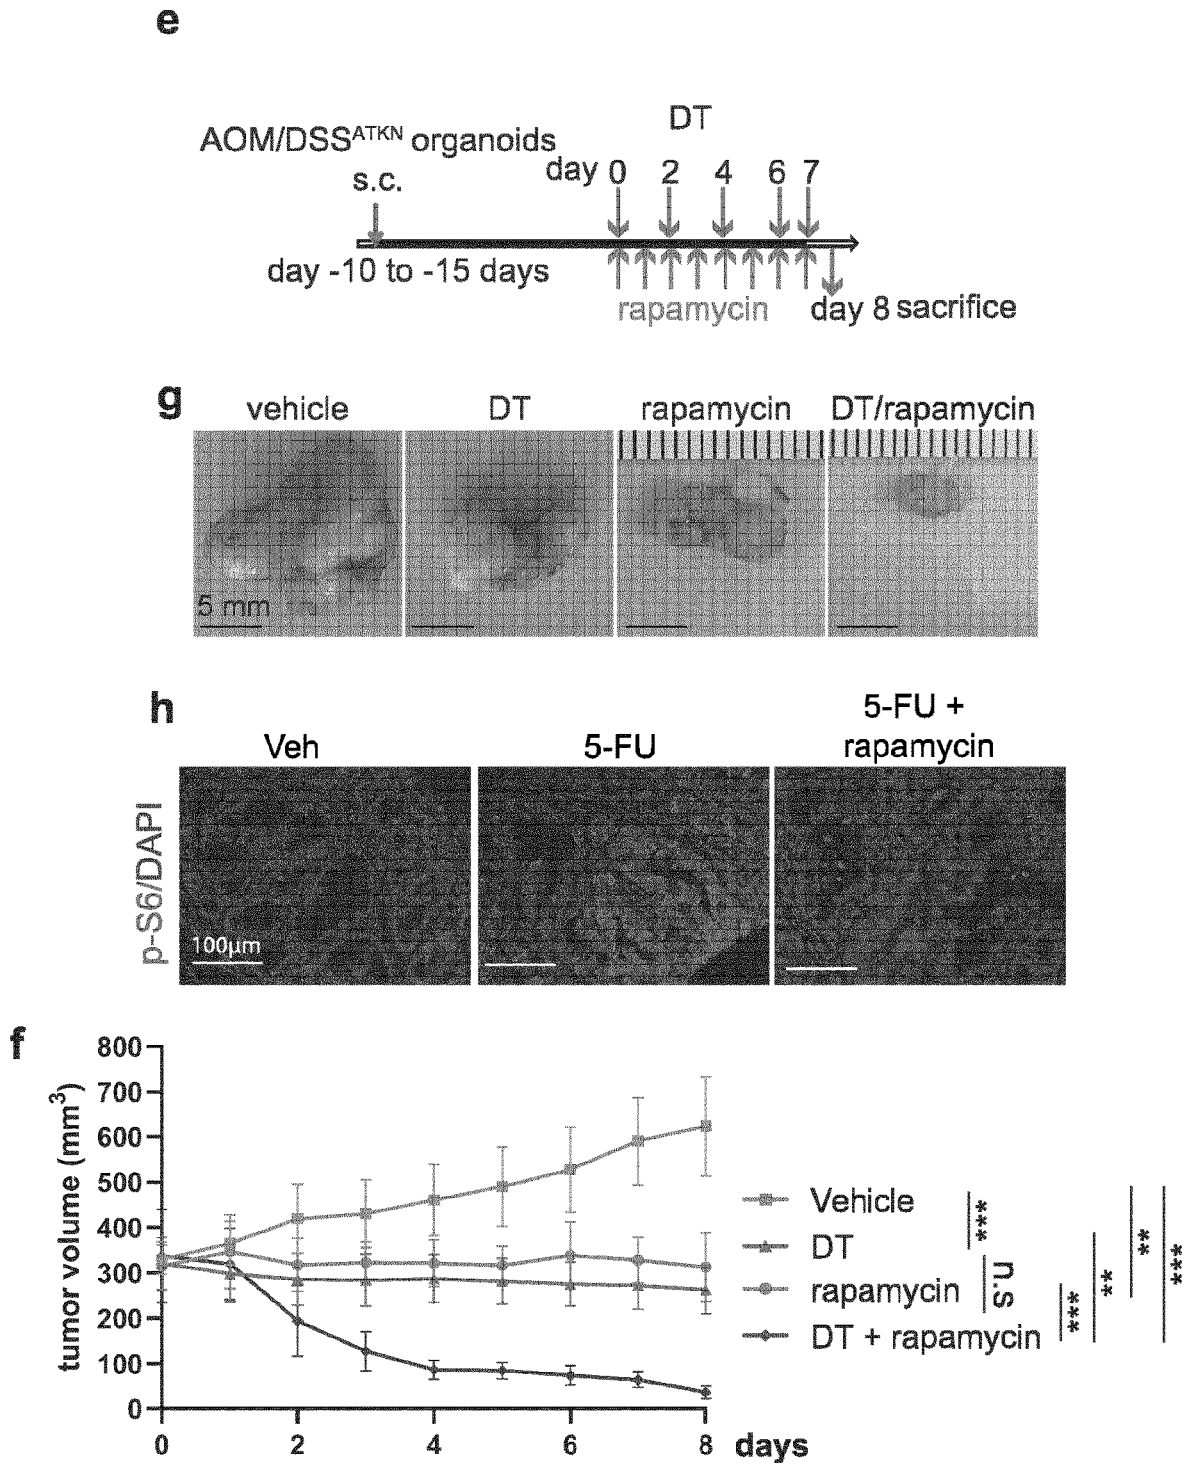 e
DT
AOM/DSS^ATKN organoids
s.c.
day 0 2 4 6 7
day -10 to -15 days
rapamycin
day 8 sacrifice
g
vehicle DT rapamycin DT/rapamycin
5 mm
h
Veh 5-FU 5-FU + rapamycin
p-S6/DAPI
100µm
f
tumor volume (mm³)
800
700
600
500
400
300
200
100
0
0 2 4 6 8 days
Vehicle
DT
rapamycin
DT + rapamycin
***
n.s
***
**
**
***